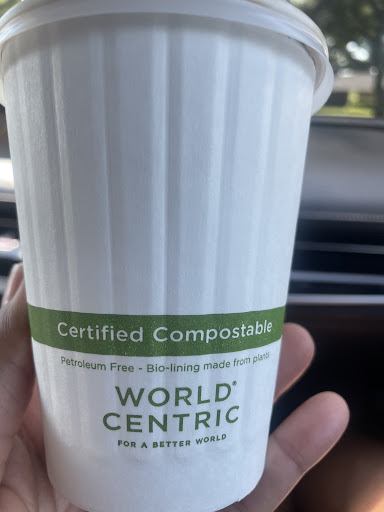 Certified Compostable
Petroleum Free - Bio-lining made from plants
WORLD®
CENTRIC
FOR A BETTER WORLD